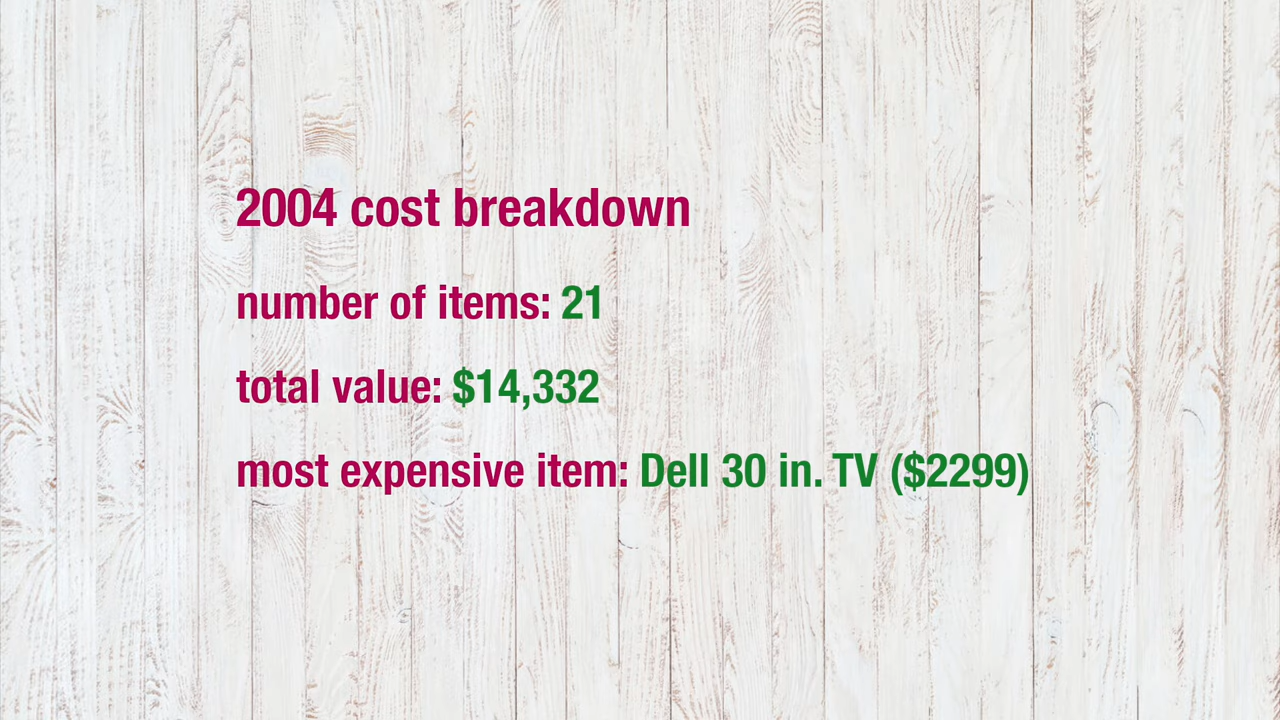 2004 cost breakdown
number of items: 21
total value: $14,332
most expensive item: Dell 30 in. TV ($2299)